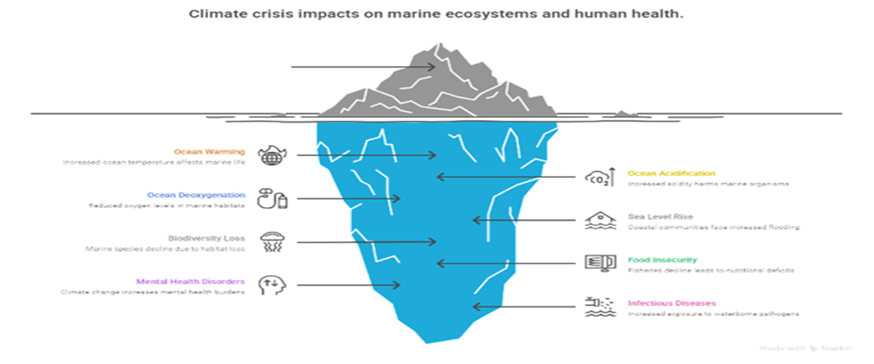 Climate crisis impacts on marine ecosystems and human health.
Ocean Warming
Increased ocean temperature affects marine life
Ocean Acidification
CO2
Increased acidity harms marine organisms
Ocean Deoxygenation
Reduced oxygen levels in marine habitats
Sea Level Rise
Coastal communities face increased flooding
Biodiversity Loss
Marine species decline due to habitat loss
Food Insecurity
Fisheries decline leads to nutritional deficits
Mental Health Disorders
Climate change increases mental health burdens
Infectious Diseases
Increased exposure to waterborne pathogens
Made with Napkin